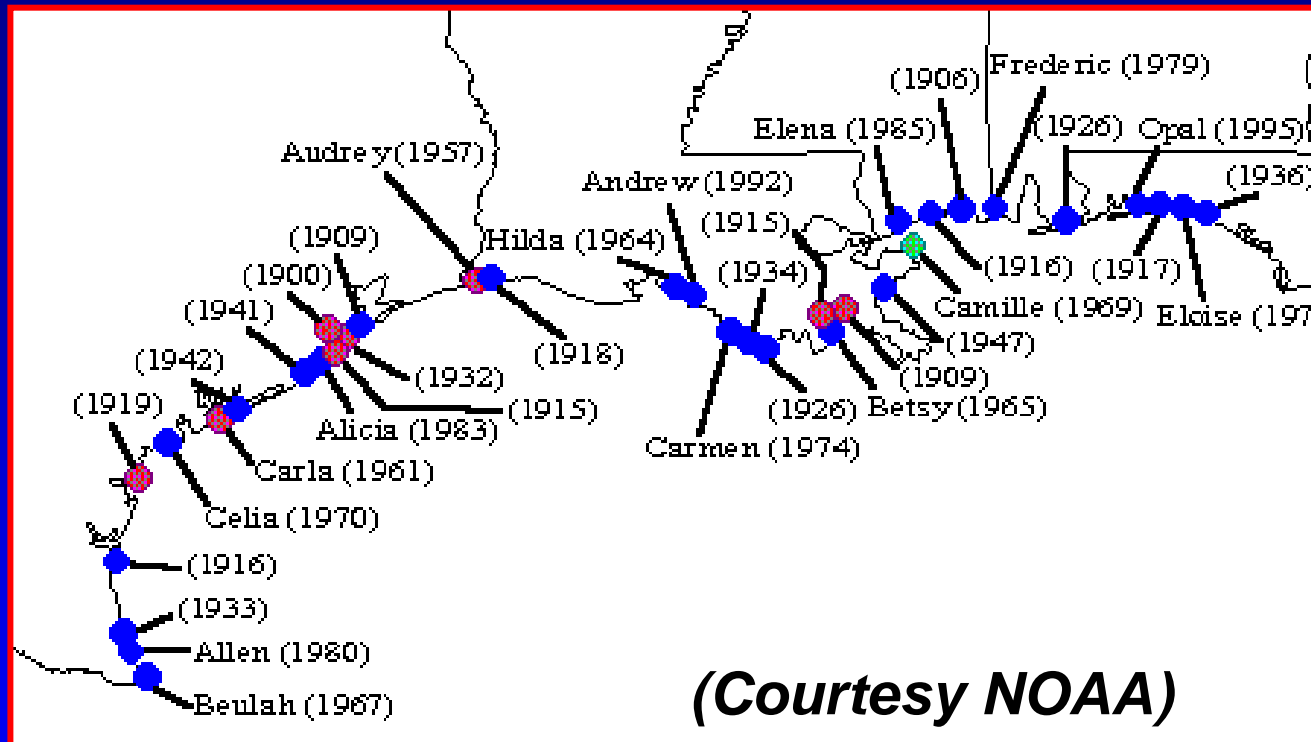 Frederic (1979)
(1906)
Elena (1985)
(1926)
Opal (1995)
Audrey (1957)
Andrew (1992)
(1936)
(1915)
(1909)
Hilda (1964)
(1934)
(1916)
(1917)
(1900)
Camille (1969)
Eloise (197
(1941)
(1947)
(1918)
(1942)
(1932)
(1909)
(1919)
(1915)
(1926)
Betsy (1965)
Alicia (1983)
Carmen (1974)
Carla (1961)
Celia (1970)
(1916)
(1933)
Allen (1980)
Beulah (1967)
(Courtesy NOAA)